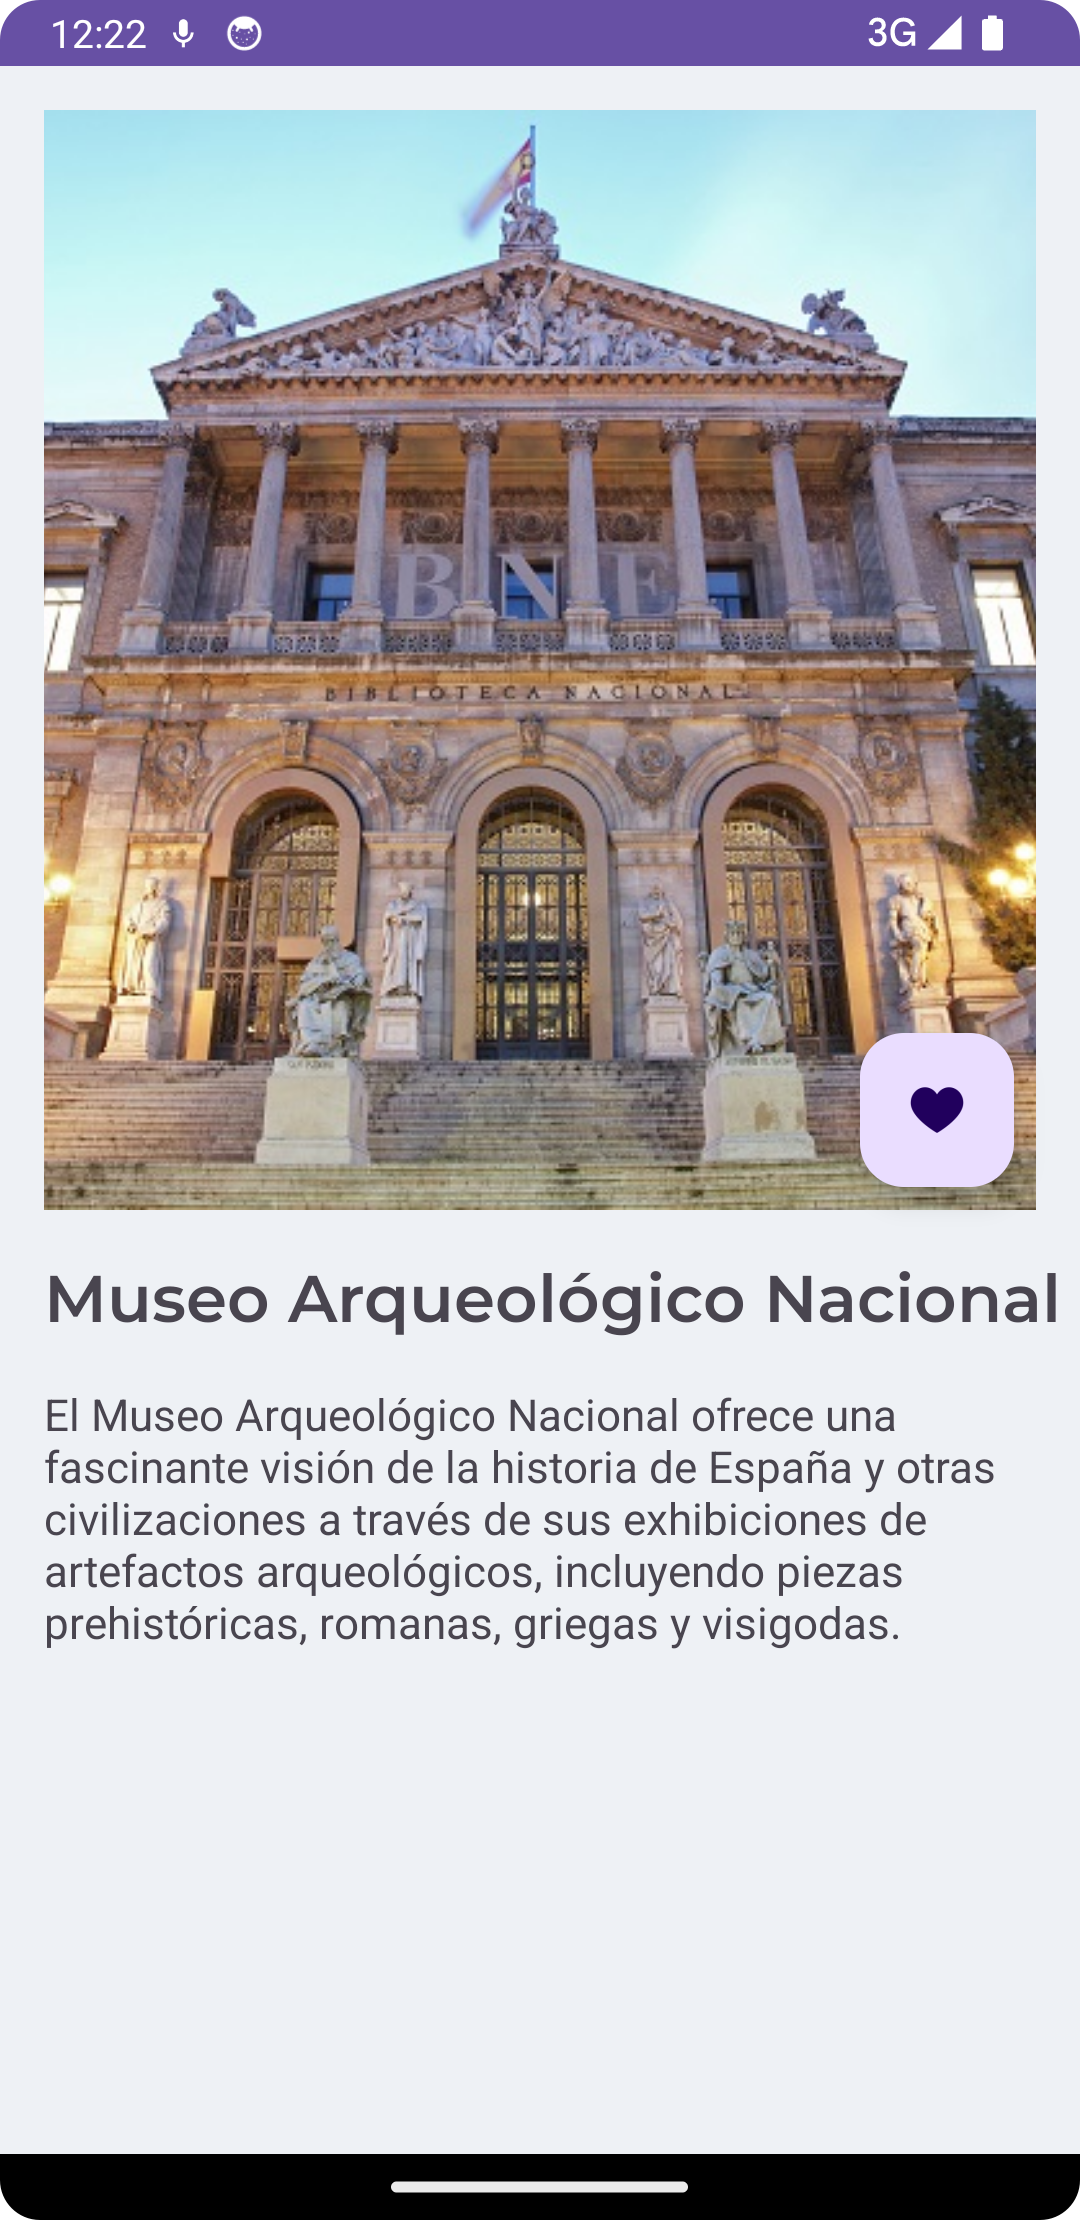 12:22
3G
B N E
BIBLIOTECA NACIONAL
Museo Arqueológico Nacional
El Museo Arqueológico Nacional ofrece una
fascinante visión de la historia de España y otras
civilizaciones a través de sus exhibiciones de
artefactos arqueológicos, incluyendo piezas
prehistóricas, romanas, griegas y visigodas.